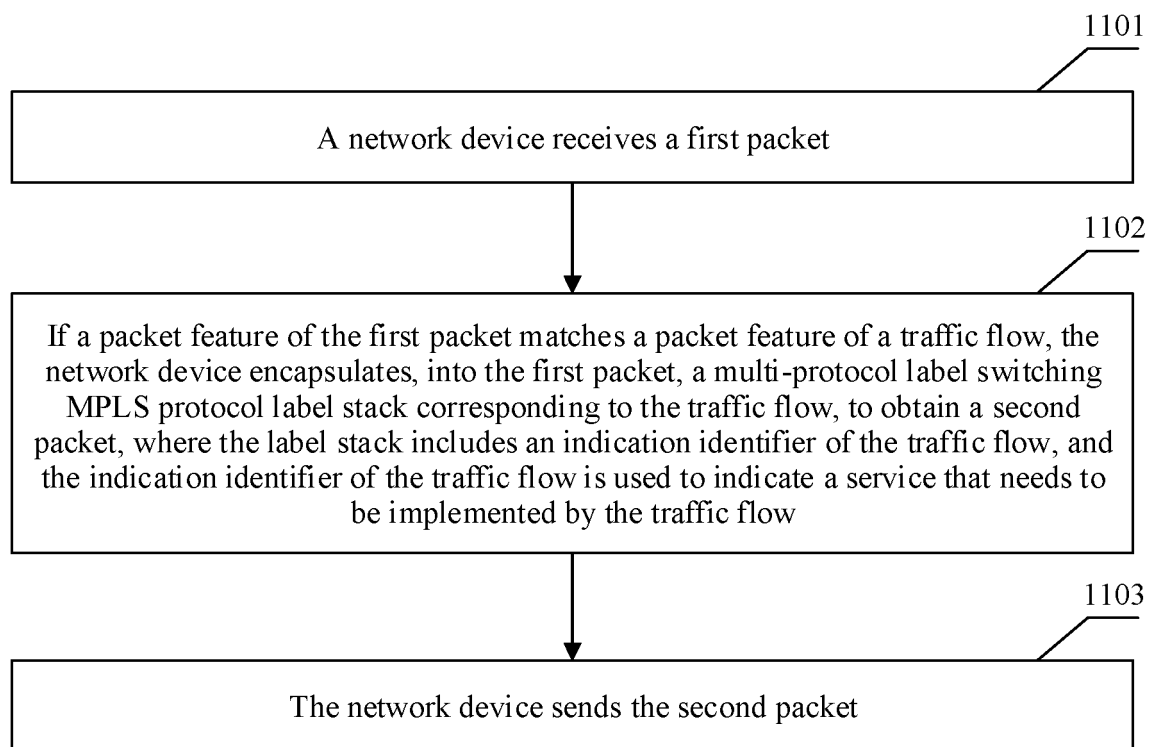 1101
A network device receives a first packet
1102
If a packet feature of the first packet matches a packet feature of a traffic flow, the
network device encapsulates, into the first packet, a multi-protocol label switching
MPLS protocol label stack corresponding to the traffic flow, to obtain a second
packet, where the label stack includes an indication identifier of the traffic flow, and
the indication identifier of the traffic flow is used to indicate a service that needs to
be implemented by the traffic flow
1103
The network device sends the second packet